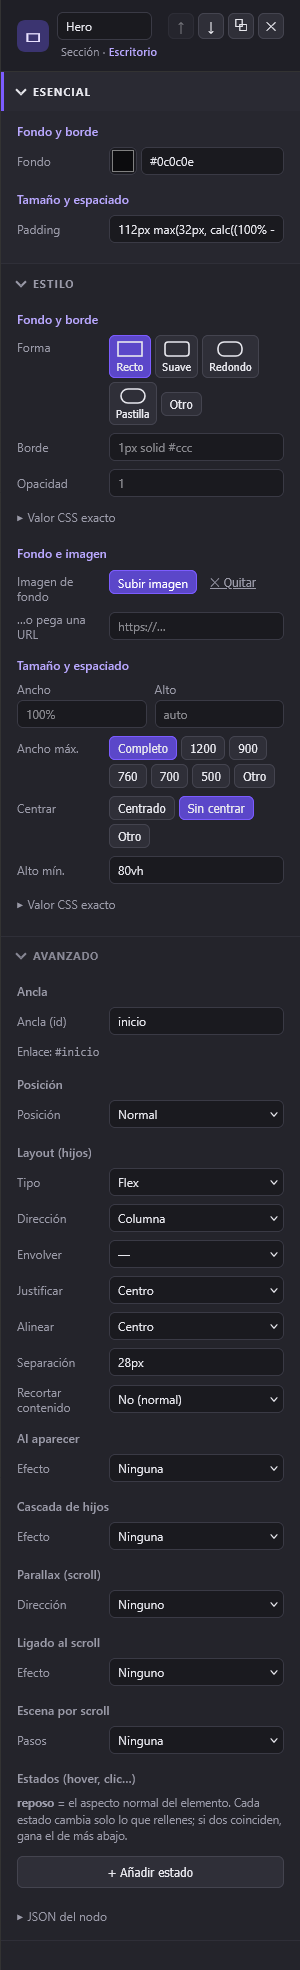 Hero
↑ ↓
Sección · Escritorio
ESENCIAL
Fondo y borde
Fondo #0c0c0e
Tamaño y espaciado
Padding 112px max(32px, calc((100% -
ESTILO
Fondo y borde
Forma
Recto Suave Redondo
Pastilla Otro
Borde 1px solid #ccc
Opacidad 1
▸ Valor CSS exacto
Fondo e imagen
Imagen de
fondo
Subir imagen × Quitar
...o pega una
URL
https://...
Tamaño y espaciado
Ancho Alto
100% auto
Ancho máx. Completo 1200 900
760 700 500 Otro
Centrar Centrado Sin centrar
Otro
Alto mín. 80vh
▸ Valor CSS exacto
AVANZADO
Ancla
Ancla (id) inicio
Enlace: #inicio
Posición
Posición Normal
Layout (hijos)
Tipo Flex
Dirección Columna
Envolver —
Justificar Centro
Alinear Centro
Separación 28px
Recortar
contenido
No (normal)
Al aparecer
Efecto Ninguna
Cascada de hijos
Efecto Ninguna
Parallax (scroll)
Dirección Ninguno
Ligado al scroll
Efecto Ninguno
Escena por scroll
Pasos Ninguna
Estados (hover, clic...)
reposo = el aspecto normal del elemento. Cada
estado cambia solo lo que rellenes; si dos coinciden,
gana el de más abajo.
+ Añadir estado
▸ JSON del nodo